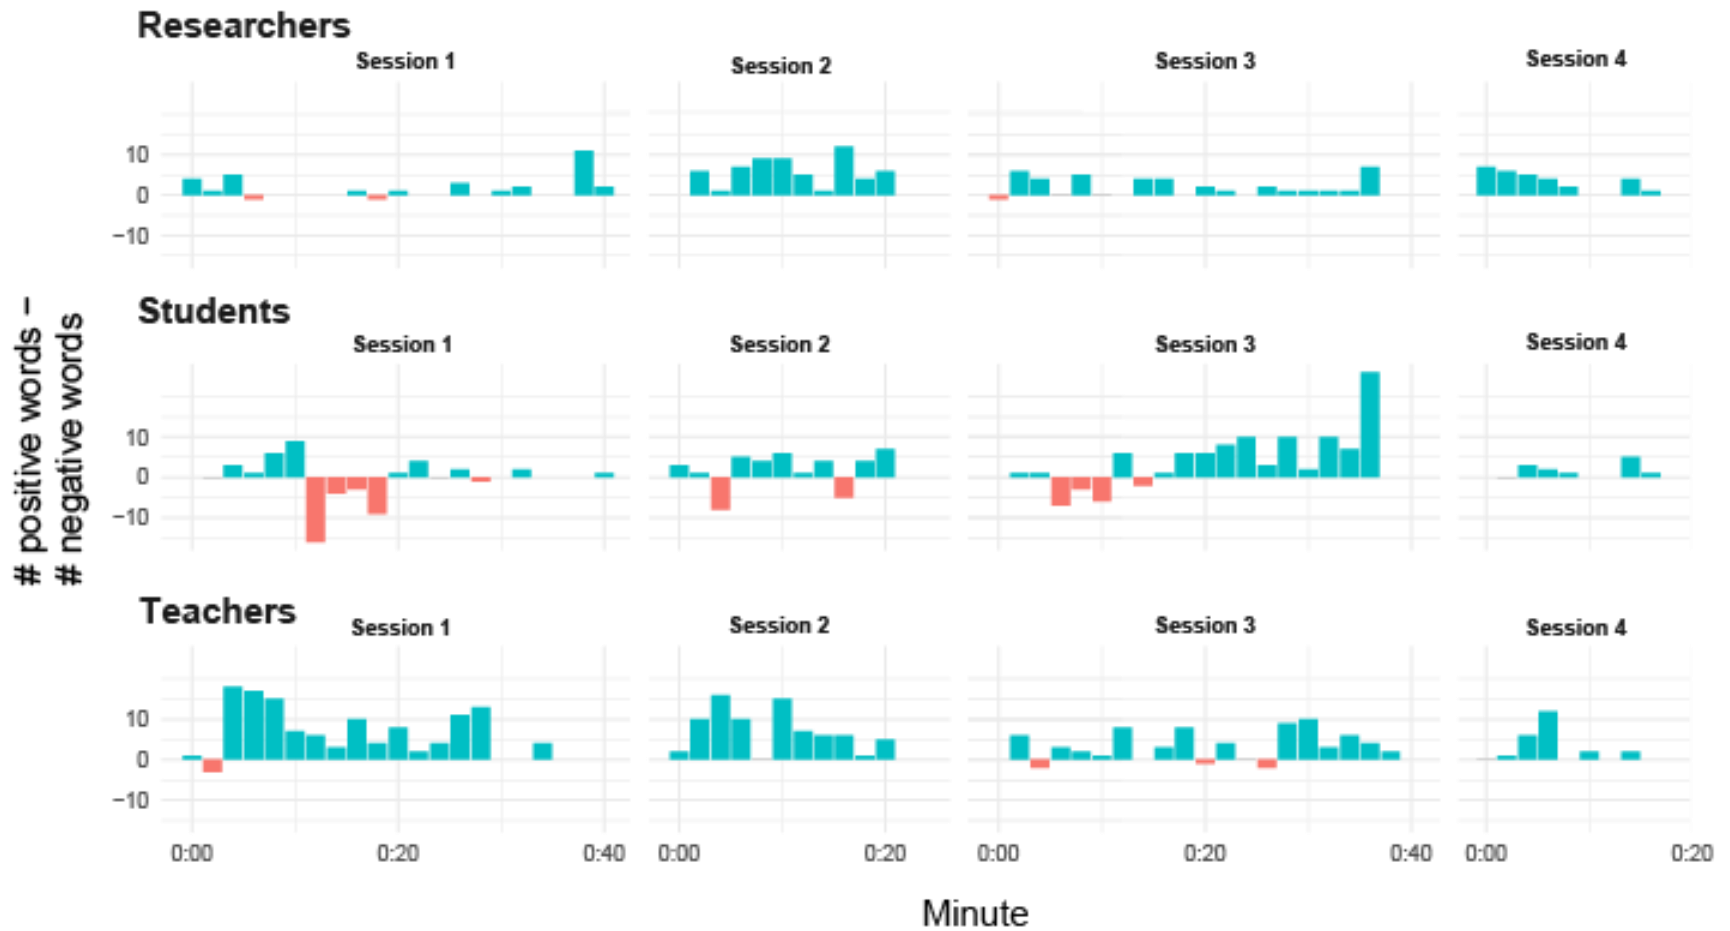 Researchers
Session 1 Session 2 Session 3 Session 4
10
0
−10
# positive words −
# negative words
Students
Session 1 Session 2 Session 3 Session 4
10
0
−10
Teachers
Session 1 Session 2 Session 3 Session 4
10
0
−10
0:00 0:20 0:40 0:00 0:20 0:00 0:20 0:40 0:00 0:20
Minute